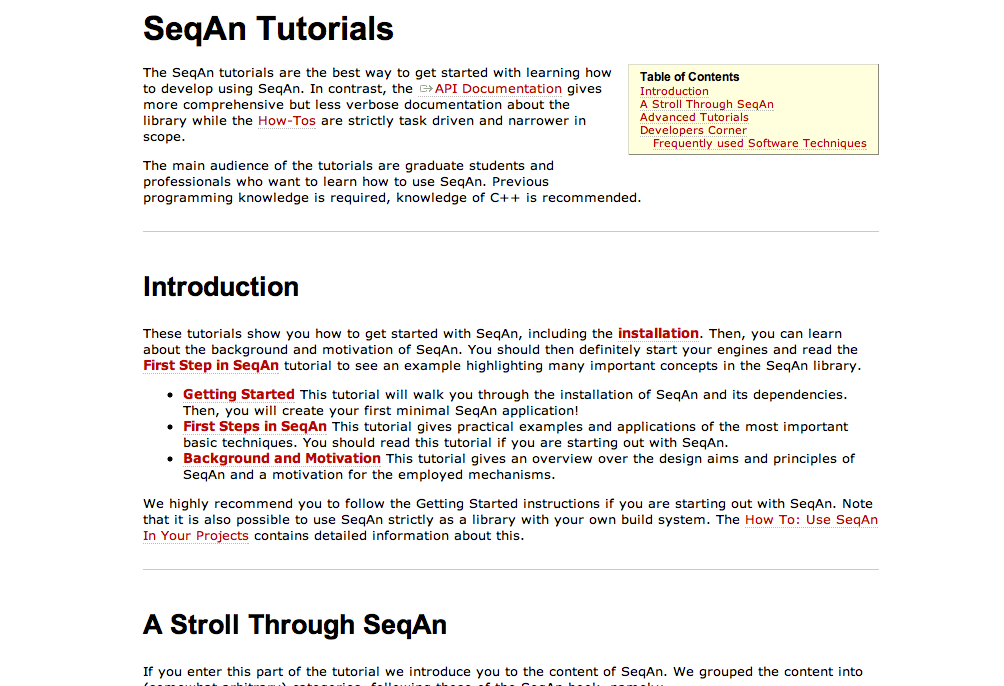 SeqAn Tutorials
The SeqAn tutorials are the best way to get started with learning how
to develop using SeqAn. In contrast, the API Documentation gives
more comprehensive but less verbose documentation about the
library while the How-Tos are strictly task driven and narrower in
scope.
Table of Contents
Introduction
A Stroll Through SeqAn
Advanced Tutorials
Developers Corner
Frequently used Software Techniques
The main audience of the tutorials are graduate students and
professionals who want to learn how to use SeqAn. Previous
programming knowledge is required, knowledge of C++ is recommended.
Introduction
These tutorials show you how to get started with SeqAn, including the installation. Then, you can learn
about the background and motivation of SeqAn. You should then definitely start your engines and read the
First Step in SeqAn tutorial to see an example highlighting many important concepts in the SeqAn library.
• Getting Started This tutorial will walk you through the installation of SeqAn and its dependencies.
Then, you will create your first minimal SeqAn application!
• First Steps in SeqAn This tutorial gives practical examples and applications of the most important
basic techniques. You should read this tutorial if you are starting out with SeqAn.
• Background and Motivation This tutorial gives an overview over the design aims and principles of
SeqAn and a motivation for the employed mechanisms.
We highly recommend you to follow the Getting Started instructions if you are starting out with SeqAn. Note
that it is also possible to use SeqAn strictly as a library with your own build system. The How To: Use SeqAn
In Your Projects contains detailed information about this.
A Stroll Through SeqAn
If you enter this part of the tutorial we introduce you to the content of SeqAn. We grouped the content into
(somewhat arbitrary) categories, following those of the SeqAn book, namely: